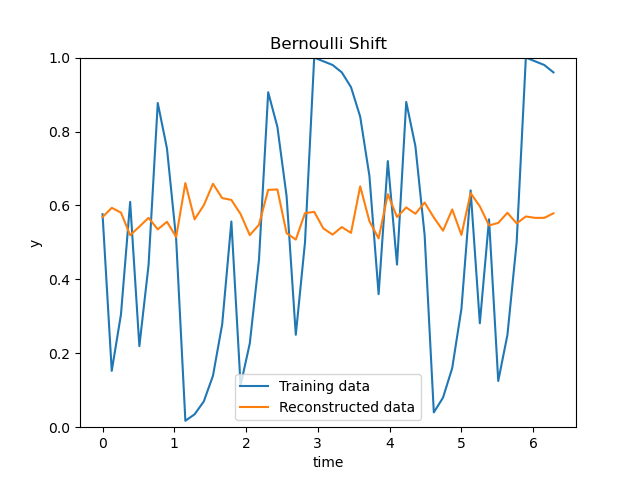 Bernoulli Shift
y
1.0
0.8
0.6
0.4
0.2
0.0
Training data
Reconstructed data
0 1 2 3 4 5 6
time